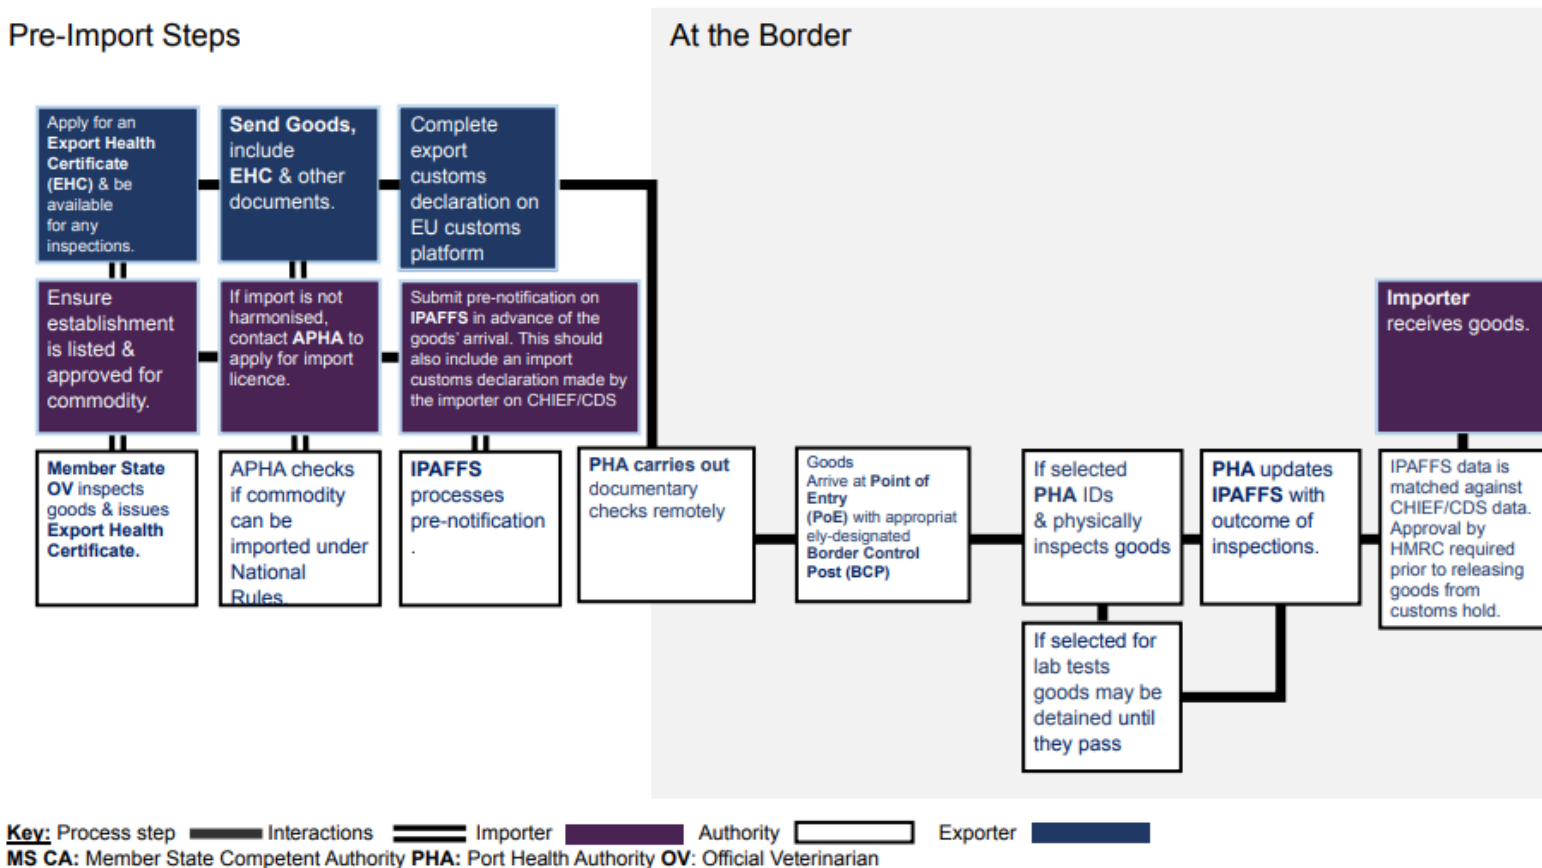 Pre-Import Steps
At the Border
Apply for an
Export Health
Certificate
(EHC) & be
available
for any
inspections.
Send Goods,
include
EHC & other
documents.
Complete
export
customs
declaration on
EU customs
platform
Ensure
establishment
is listed &
approved for
commodity.
If import is not
harmonised,
contact APHA to
apply for import
licence.
Submit pre-notification on
IPAFFS in advance of the
goods' arrival. This should
also include an import
customs declaration made by
the importer on CHIEF/CDS
Importer
receives goods.
Member State
OV inspects
goods & issues
Export Health
Certificate.
APHA checks
if commodity
can be
imported under
National
Rules.
IPAFFS
processes
pre-notification
.
PHA carries out
documentary
checks remotely
Goods
Arrive at Point of
Entry
(PoE) with appropriat
ely-designated
Border Control
Post (BCP)
If selected
PHA IDs
& physically
inspects goods
PHA updates
IPAFFS with
outcome of
inspections.
IPAFFS data is
matched against
CHIEF/CDS data.
Approval by
HMRC required
prior to releasing
goods from
customs hold.
If selected for
lab tests
goods may be
detained until
they pass
Key: Process step Interactions Importer Authority Exporter
MS CA: Member State Competent Authority PHA: Port Health Authority OV: Official Veterinarian